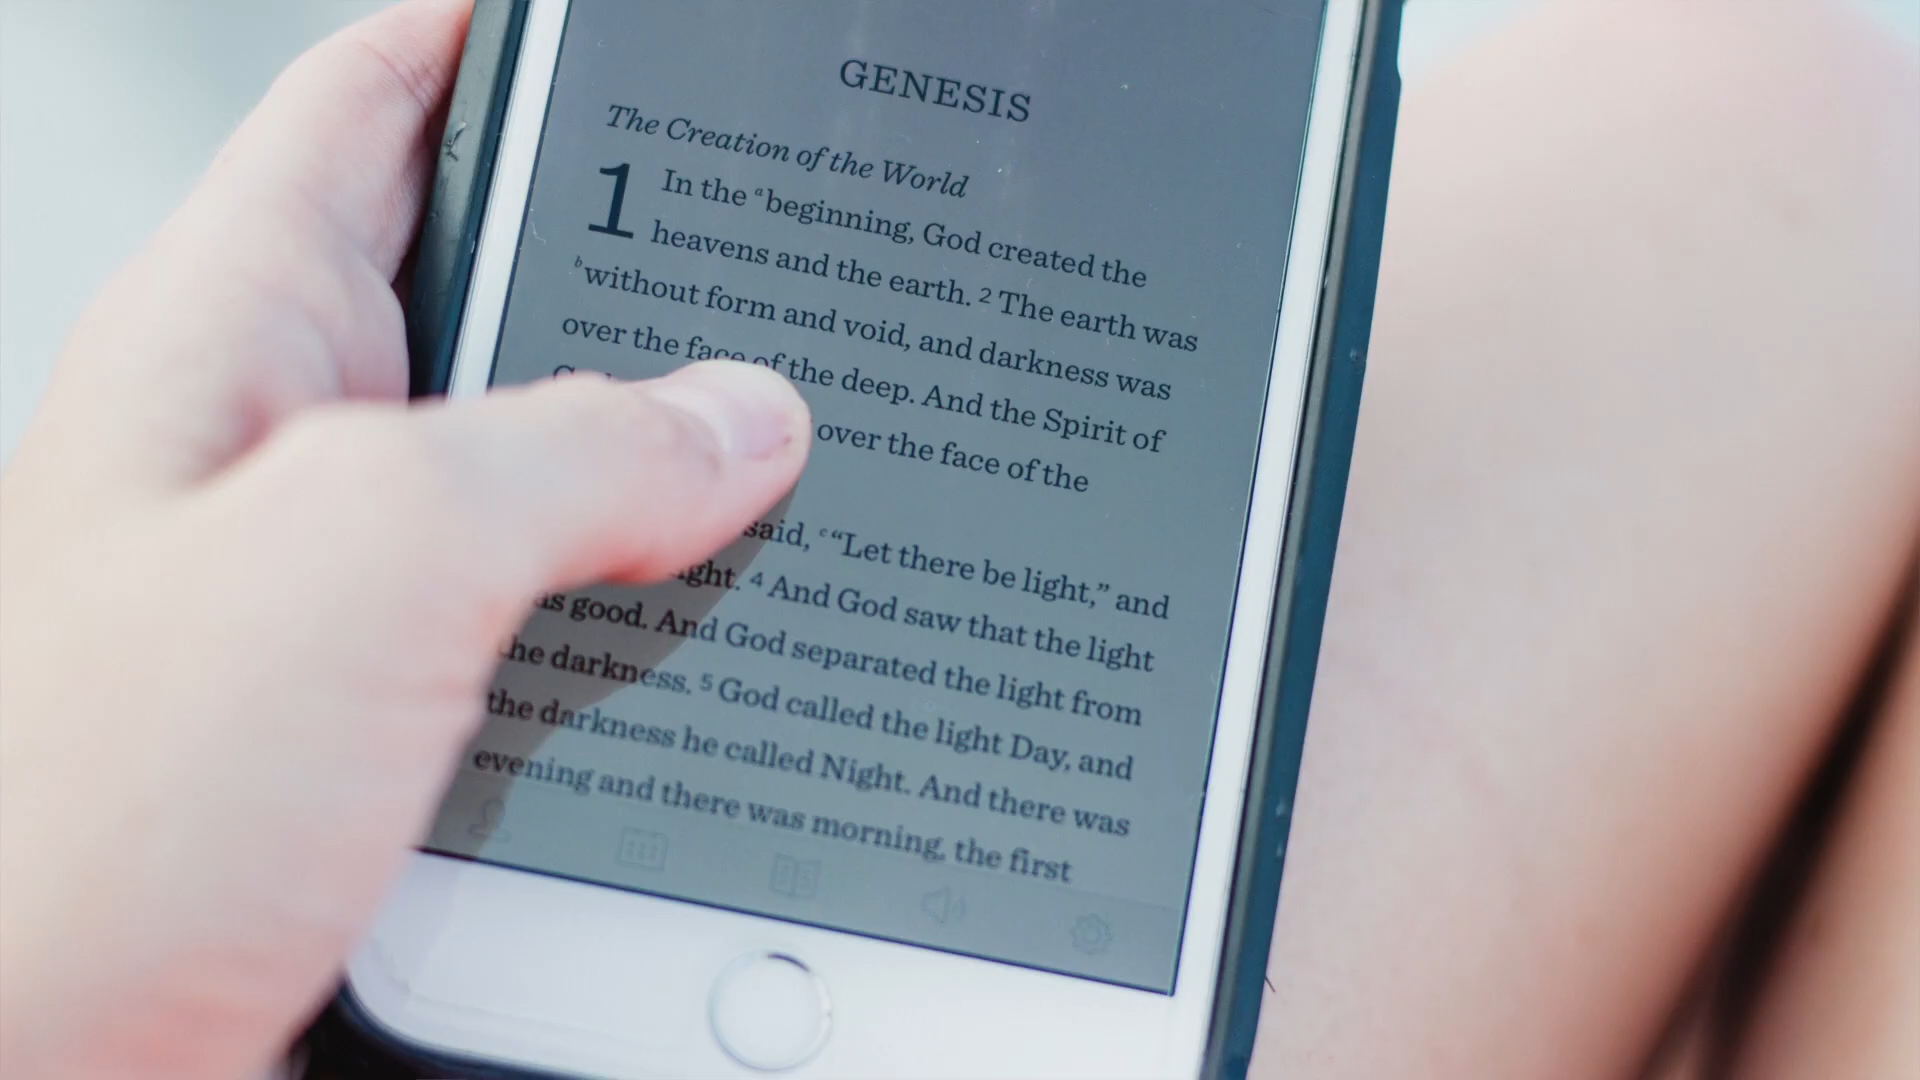 GENESIS
The Creation of the World
1 In the ᵃbeginning, God created the
heavens and the earth. 2 The earth was
ᵇwithout form and void, and darkness was
over the face of the deep. And the Spirit of
over the face of the
said, ᶜ“Let there be light,” and
4 And God saw that the light
good. And God separated the light from
the darkness. 5 God called the light Day, and
the darkness he called Night. And there was
evening and there was morning, the first